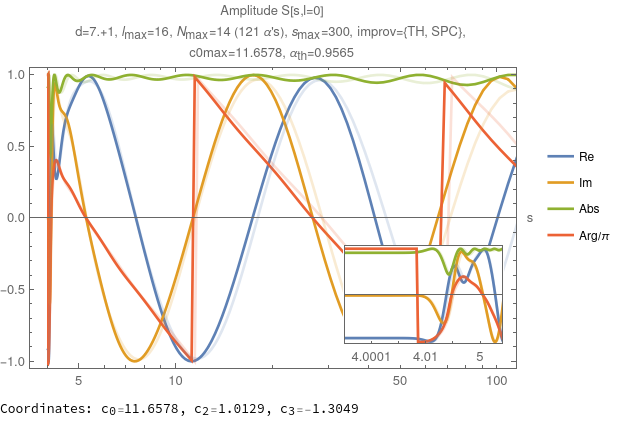 Amplitude S[s,l=0]
d=7.+1, lmax=16, Nmax=14 (121 α's), smax=300, improv={TH, SPC},
c0max=11.6578, αth=0.9565
1.0
0.5
0.0
−0.5
−1.0
5
10
50
100
s
4.0001
4.01
5
Re
Im
Abs
Arg/π
Coordinates: c0=11.6578, c2=1.0129, c3=−1.3049